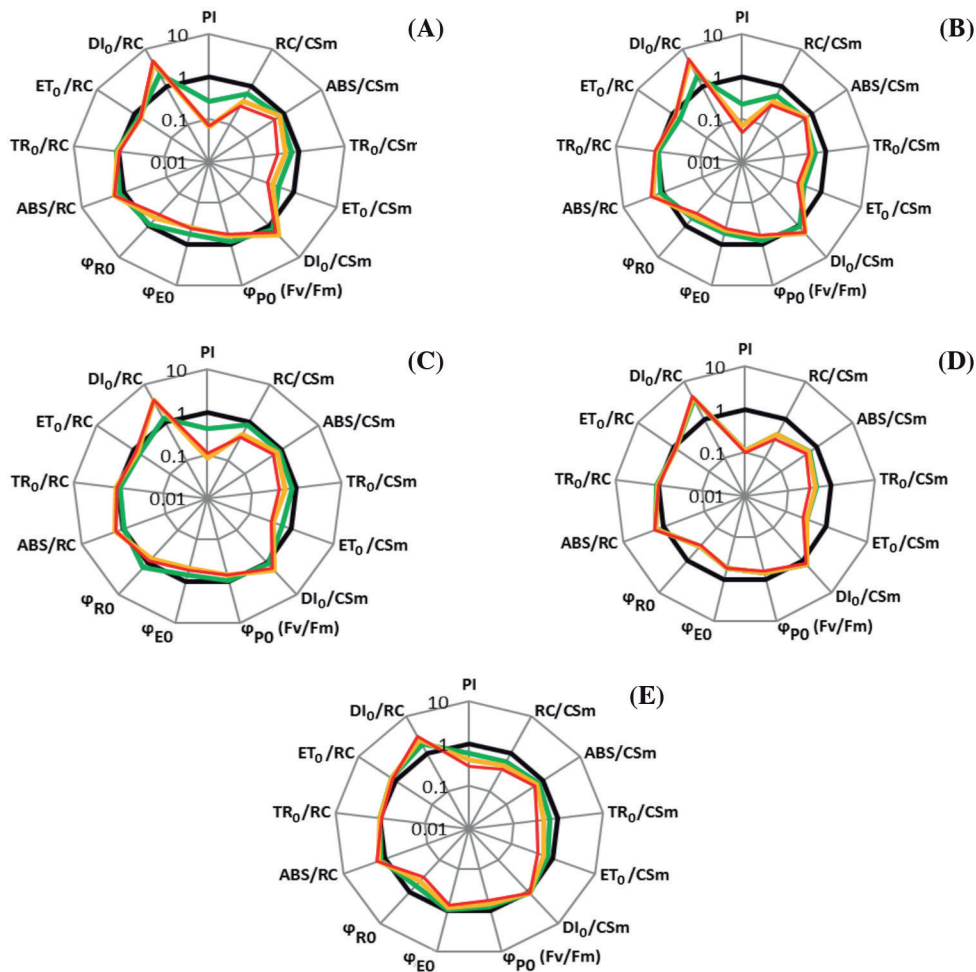 (A)
PI
RC/CSm
ABS/CSm
TR₀/CSm
ET₀/CSm
DI₀/CSm
φP0 (Fv/Fm)
φE0
φR0
ABS/RC
TR₀/RC
ET₀/RC
DI₀/RC
10
1
0.1
0.01
(B)
PI
RC/CSm
ABS/CSm
TR₀/CSm
ET₀/CSm
DI₀/CSm
φP0 (Fv/Fm)
φE0
φR0
ABS/RC
TR₀/RC
ET₀/RC
DI₀/RC
10
1
0.1
0.01
(C)
PI
RC/CSm
ABS/CSm
TR₀/CSm
ET₀/CSm
DI₀/CSm
φP0 (Fv/Fm)
φE0
φR0
ABS/RC
TR₀/RC
ET₀/RC
DI₀/RC
10
1
0.1
0.01
(D)
PI
RC/CSm
ABS/CSm
TR₀/CSm
ET₀/CSm
DI₀/CSm
φP0 (Fv/Fm)
φE0
φR0
ABS/RC
TR₀/RC
ET₀/RC
DI₀/RC
10
1
0.1
0.01
(E)
PI
RC/CSm
ABS/CSm
TR₀/CSm
ET₀/CSm
DI₀/CSm
φP0 (Fv/Fm)
φE0
φR0
ABS/RC
TR₀/RC
ET₀/RC
DI₀/RC
10
1
0.1
0.01